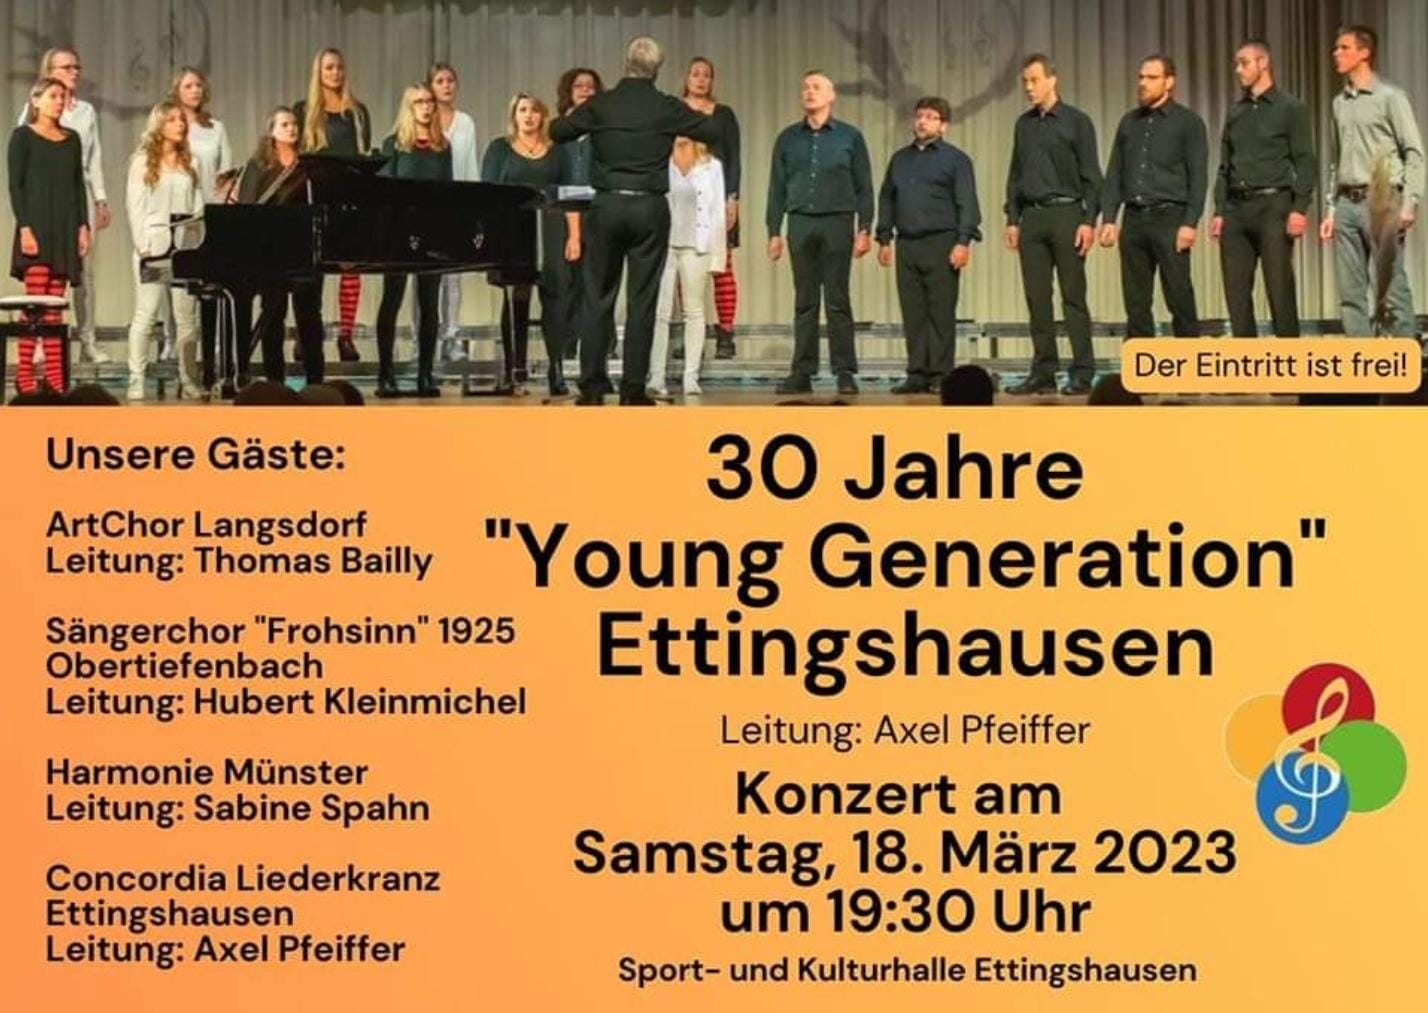 Der Eintritt ist frei!
Unsere Gäste:
ArtChor Langsdorf
Leitung: Thomas Bailly
Sängerchor "Frohsinn" 1925
Obertiefenbach
Leitung: Hubert Kleinmichel
Harmonie Münster
Leitung: Sabine Spahn
Concordia Liederkranz
Ettingshausen
Leitung: Axel Pfeiffer
30 Jahre
"Young Generation"
Ettingshausen
Leitung: Axel Pfeiffer
Konzert am
Samstag, 18. März 2023
um 19:30 Uhr
Sport- und Kulturhalle Ettingshausen